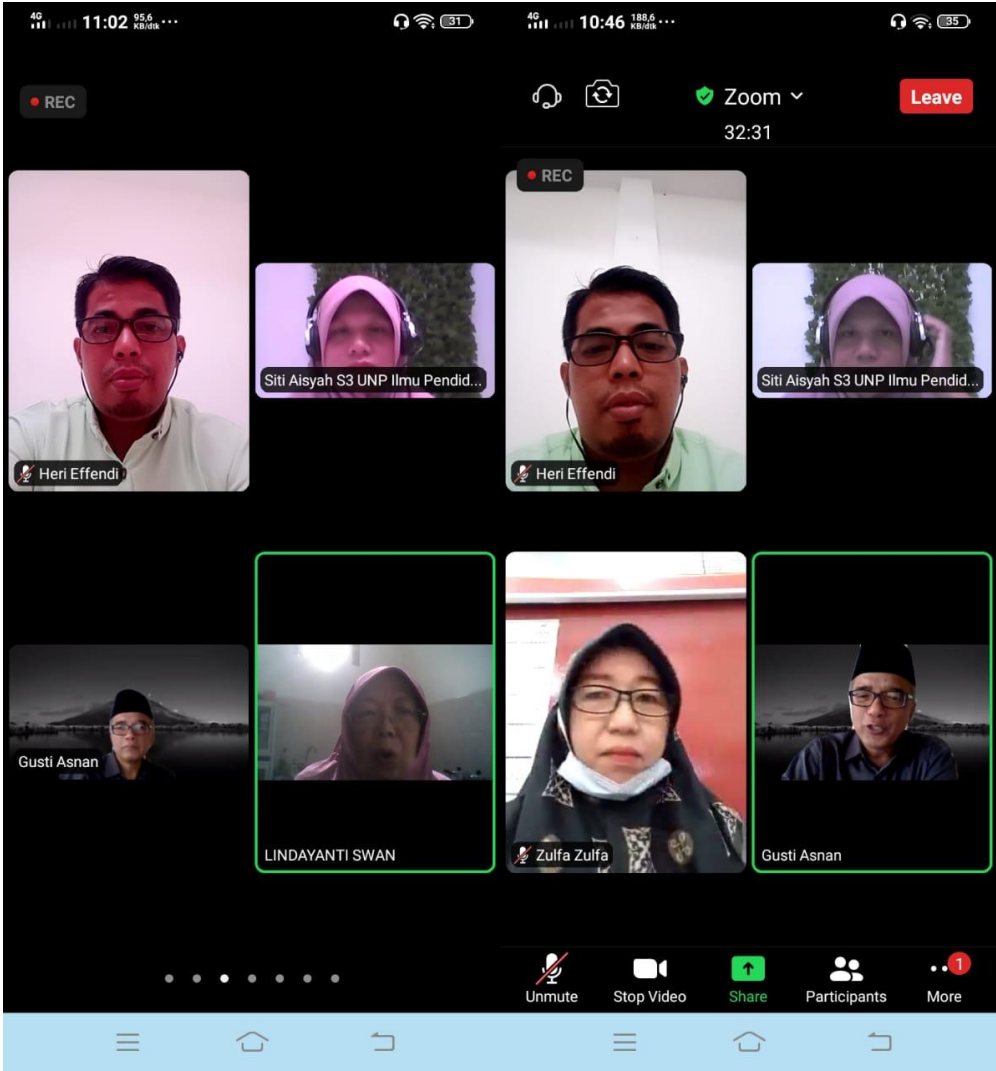 4G 11:02 95,6 KB/dtk ... 31
REC
Heri Effendi
Siti Aisyah S3 UNP Ilmu Pendid...
Gusti Asnan
LINDAYANTI SWAN
4G 10:46 188,6 KB/dtk ... 35
Zoom
Leave
32:31
REC
Heri Effendi
Siti Aisyah S3 UNP Ilmu Pendid...
Zulfa Zulfa
Gusti Asnan
Unmute
Stop Video
Share
Participants
1
More